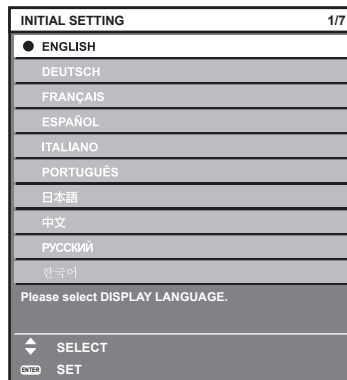 INITIAL SETTING 1/7
ENGLISH
DEUTSCH
FRANÇAIS
ESPAÑOL
ITALIANO
PORTUGUÊS
日本語
中文
РУССКИЙ
한국어
Please select DISPLAY LANGUAGE.
SELECT
ENTER SET